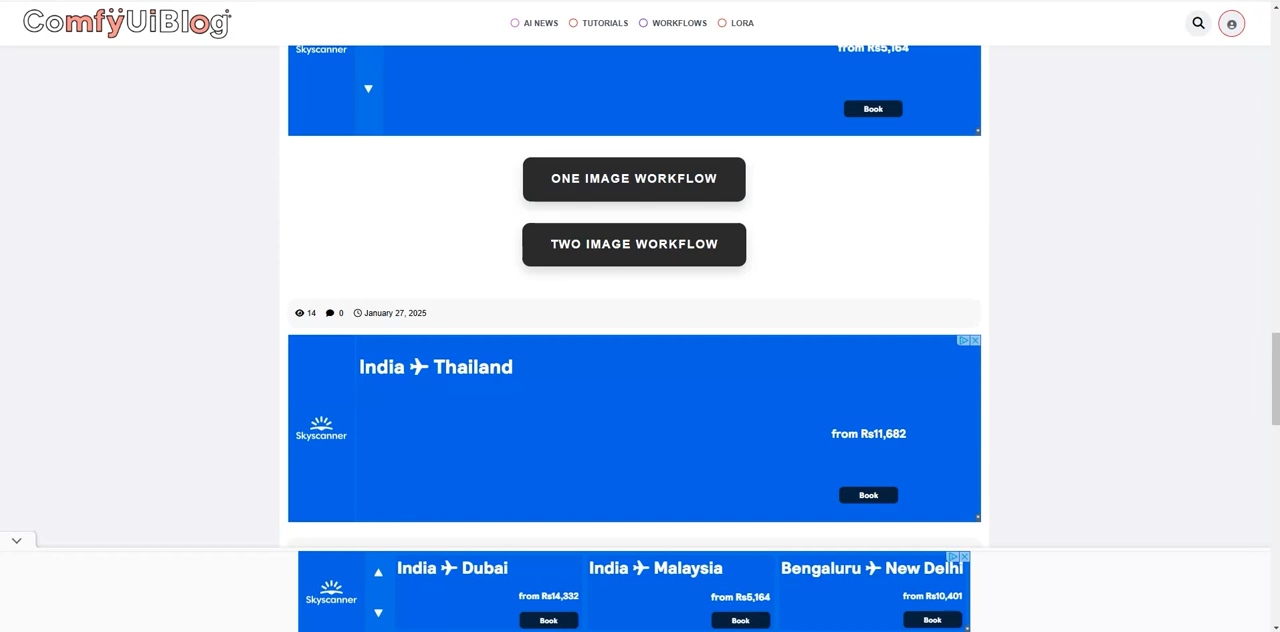 ComfyUiBlog
AI NEWS TUTORIALS WORKFLOWS LORA
Skyscanner
from Rs5,164
Book
ONE IMAGE WORKFLOW
TWO IMAGE WORKFLOW
14 0 January 27, 2025
India Thailand
Skyscanner
from Rs11,682
Book
India Dubai India Malaysia Bengaluru New Delhi
Skyscanner
from Rs14,332 from Rs5,164 from Rs10,401
Book Book Book